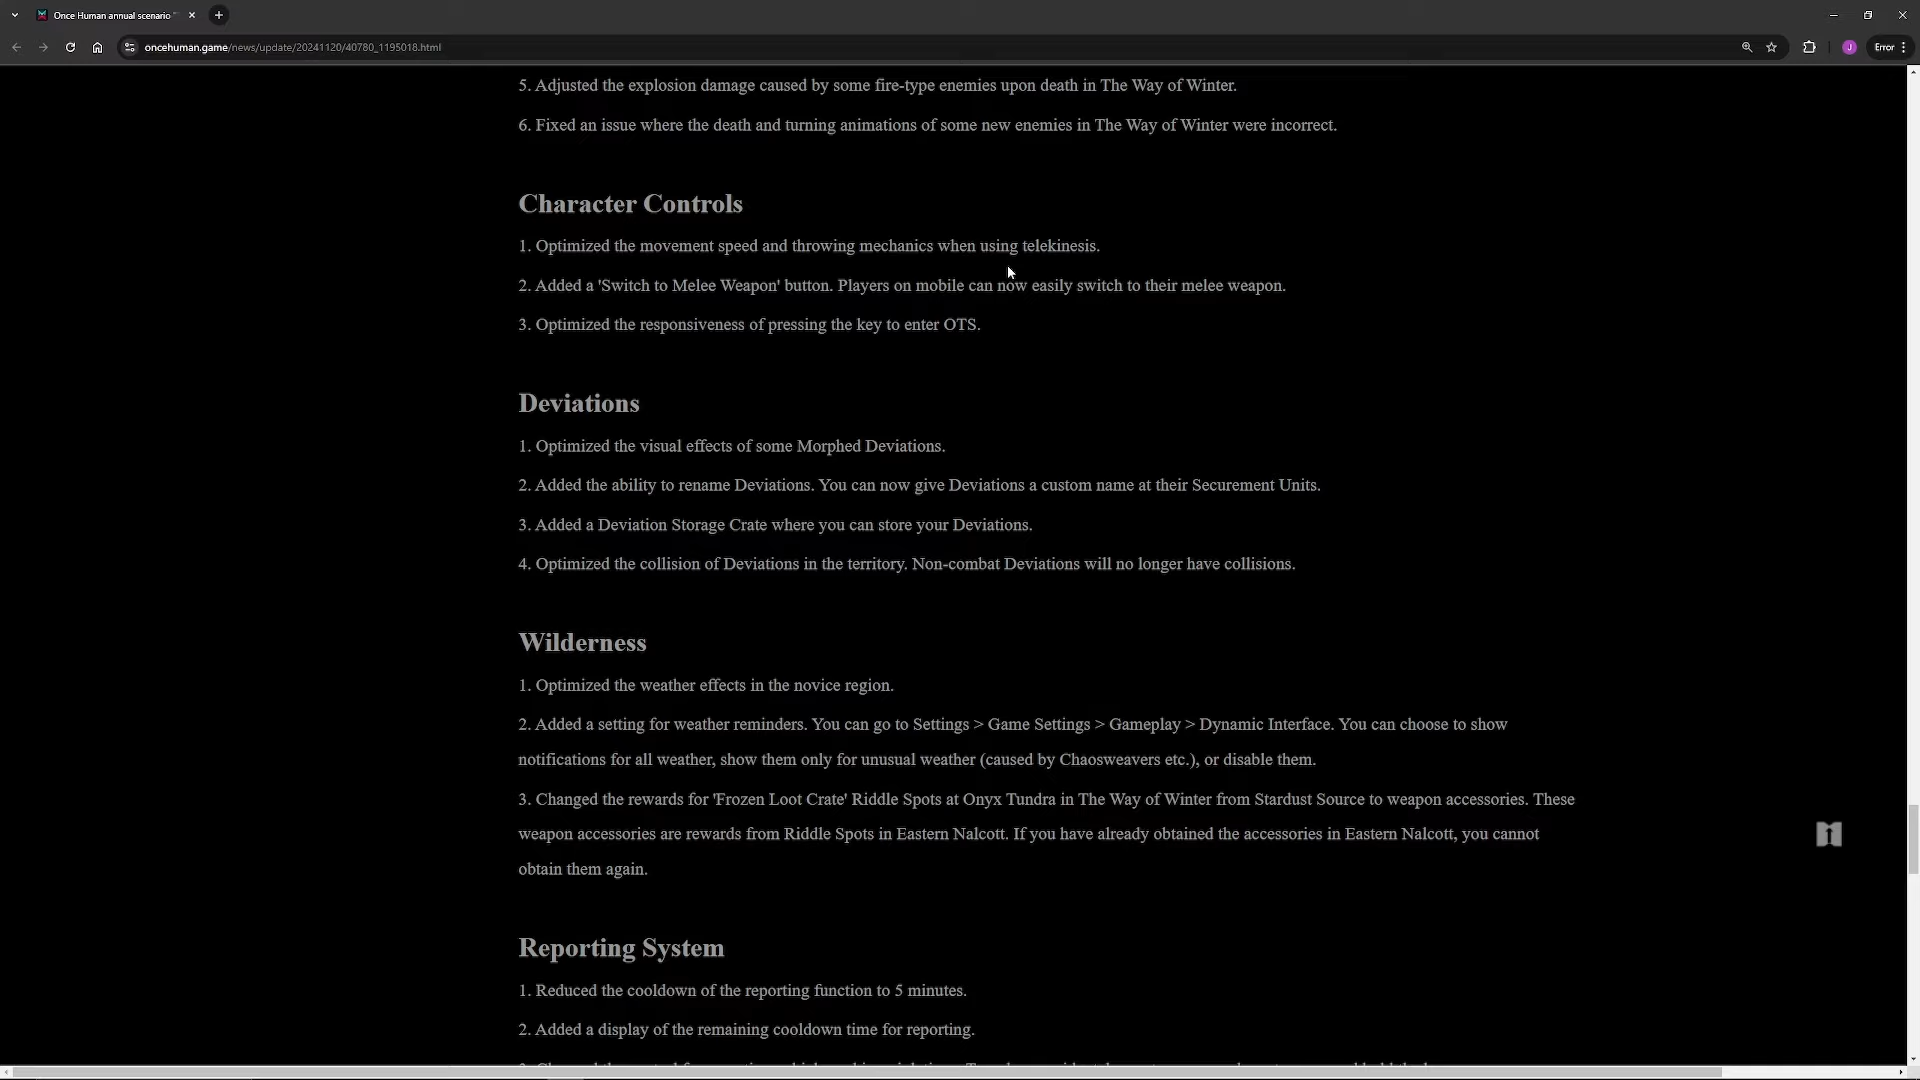 Once Human annual scenario
oncehuman.game/news/update/20241120/40780_1195018.html
J
Error
5. Adjusted the explosion damage caused by some fire-type enemies upon death in The Way of Winter.
6. Fixed an issue where the death and turning animations of some new enemies in The Way of Winter were incorrect.
Character Controls
1. Optimized the movement speed and throwing mechanics when using telekinesis.
2. Added a 'Switch to Melee Weapon' button. Players on mobile can now easily switch to their melee weapon.
3. Optimized the responsiveness of pressing the key to enter OTS.
Deviations
1. Optimized the visual effects of some Morphed Deviations.
2. Added the ability to rename Deviations. You can now give Deviations a custom name at their Securement Units.
3. Added a Deviation Storage Crate where you can store your Deviations.
4. Optimized the collision of Deviations in the territory. Non-combat Deviations will no longer have collisions.
Wilderness
1. Optimized the weather effects in the novice region.
2. Added a setting for weather reminders. You can go to Settings > Game Settings > Gameplay > Dynamic Interface. You can choose to show
notifications for all weather, show them only for unusual weather (caused by Chaosweavers etc.), or disable them.
3. Changed the rewards for 'Frozen Loot Crate' Riddle Spots at Onyx Tundra in The Way of Winter from Stardust Source to weapon accessories. These
weapon accessories are rewards from Riddle Spots in Eastern Nalcott. If you have already obtained the accessories in Eastern Nalcott, you cannot
obtain them again.
Reporting System
1. Reduced the cooldown of the reporting function to 5 minutes.
2. Added a display of the remaining cooldown time for reporting.